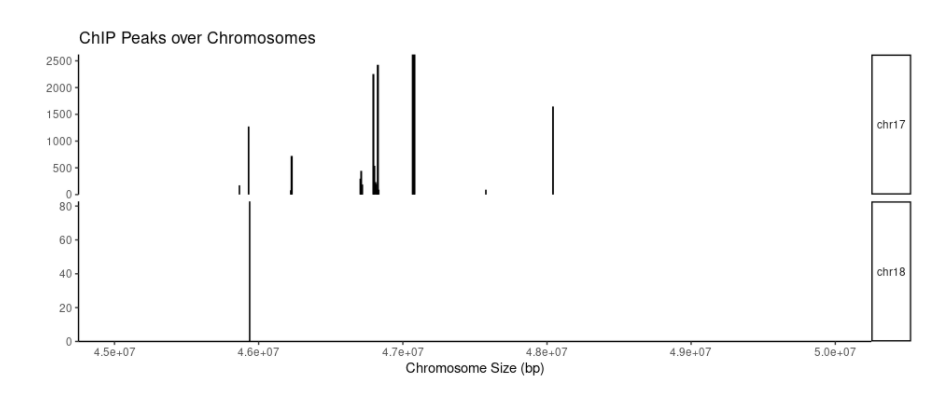 ChIP Peaks over Chromosomes
2500
2000
1500
1000
500
0
chr17
80
60
40
20
0
chr18
4.5e+07 4.6e+07 4.7e+07 4.8e+07 4.9e+07 5.0e+07
Chromosome Size (bp)